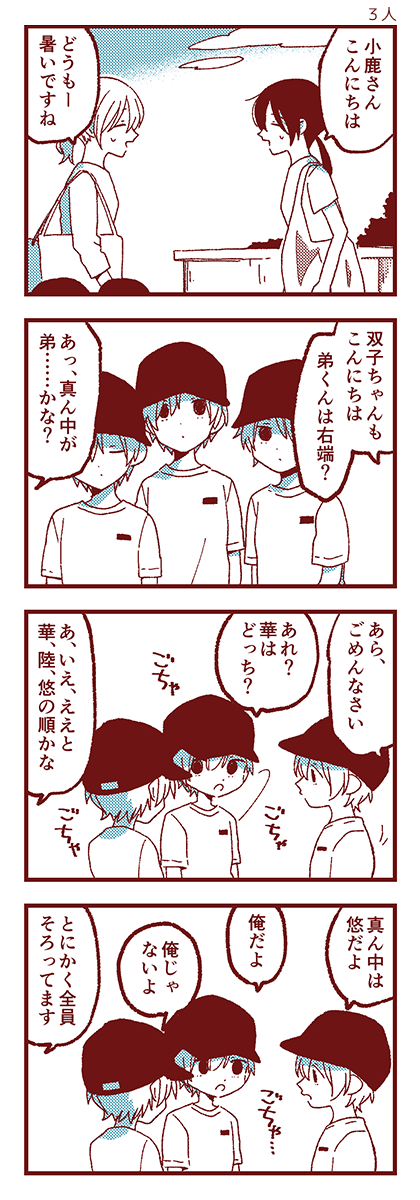 3人
小鹿さん
こんにちは
どうもー
暑いですね
双子ちゃんも
こんにちは
弟くんは右端？
あっ、真ん中が
弟……かな？
あら、
ごめんなさい
あれ？
華は
どっち？
ごちゃ
ごちゃ
ごちゃ
あ、いえ、ええと
華、陸、悠の順かな
真ん中は
悠だよ
俺だよ
俺じゃ
ないよ
ごちゃ…
とにかく全員
そろってます